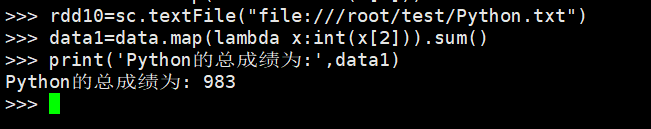 >>> rdd10=sc.textFile("file:///root/test/Python.txt")
>>> data1=data.map(lambda x:int(x[2])).sum()
>>> print('Python的总成绩为:',data1)
Python的总成绩为: 983
>>>